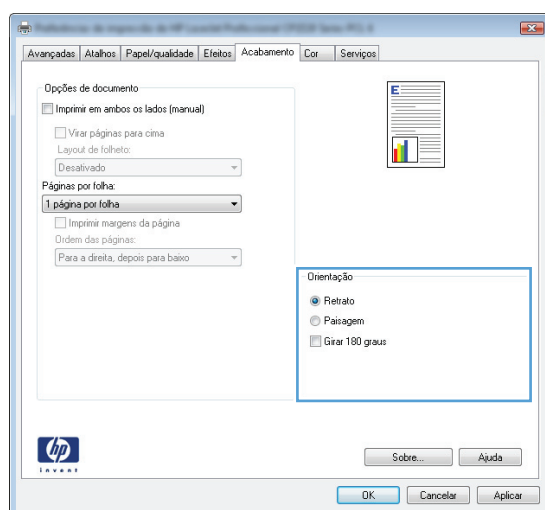 Avançadas Atalhos Papel/qualidade Efeitos Acabamento Cor Serviços
Opções de documento
Imprimir em ambos os lados (manual)
Virar páginas para cima
Layout de folheto:
Desativado
Páginas por folha:
1 página por folha
Imprimir margens da página
Ordem das páginas:
Para a direita, depois para baixo
E
Orientação
Retrato
Paisagem
Girar 180 graus
hp
invent
Sobre... Ajuda
OK Cancelar Aplicar